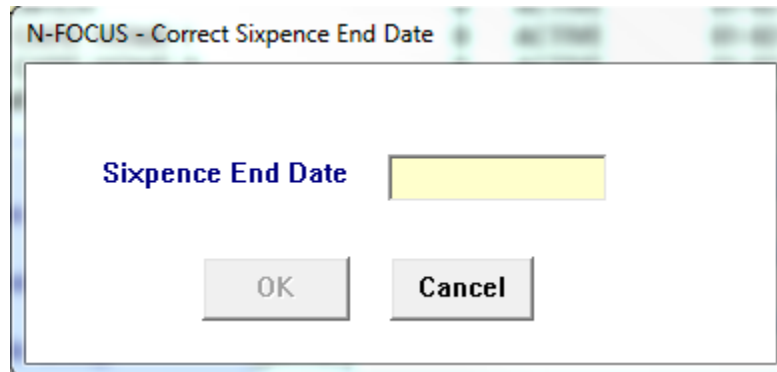 N-FOCUS - Correct Sixpence End Date
Sixpence End Date
OK
Cancel